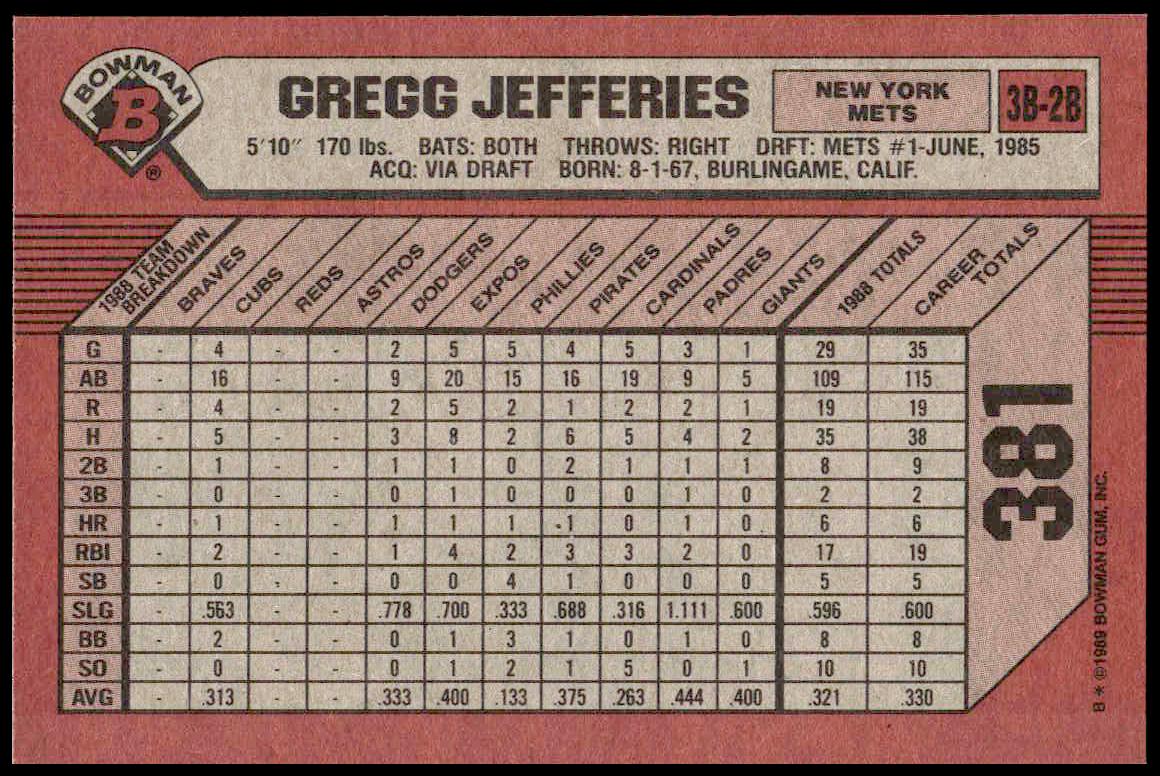 BOWMAN
B
®
GREGG JEFFERIES
NEW YORK
METS
3B-2B
5'10" 170 lbs. BATS: BOTH THROWS: RIGHT DRFT: METS #1-JUNE, 1985
ACQ: VIA DRAFT BORN: 8-1-67, BURLINGAME, CALIF.
1988 TEAM BREAKDOWN BRAVES CUBS REDS ASTROS DODGERS EXPOS PHILLIES PIRATES CARDINALS PADRES GIANTS 1988 TOTALS CAREER TOTALS
G - 4 - - 2 5 5 4 5 3 1 29 35
AB - 16 - - 9 20 15 16 19 9 5 109 115
R - 4 - - 2 5 2 1 2 2 1 19 19
H - 5 - - 3 8 2 6 5 4 2 35 38
2B - 1 - - 1 1 0 2 1 1 1 8 9
3B - 0 - - 0 1 0 0 0 1 0 2 2
HR - 1 - - 1 1 1 1 0 1 0 6 6
RBI - 2 - - 1 4 2 3 3 2 0 17 19
SB - 0 - - 0 0 4 1 0 0 0 5 5
SLG - .563 - - .778 .700 .333 .688 .316 1.111 .600 .596 .600
BB - 2 - - 0 1 3 1 0 1 0 8 8
SO - 0 - - 0 1 2 1 5 0 1 10 10
AVG - .313 - - .333 .400 .133 .375 .263 .444 .400 .321 .330
381
B * ©1989 BOWMAN GUM, INC.